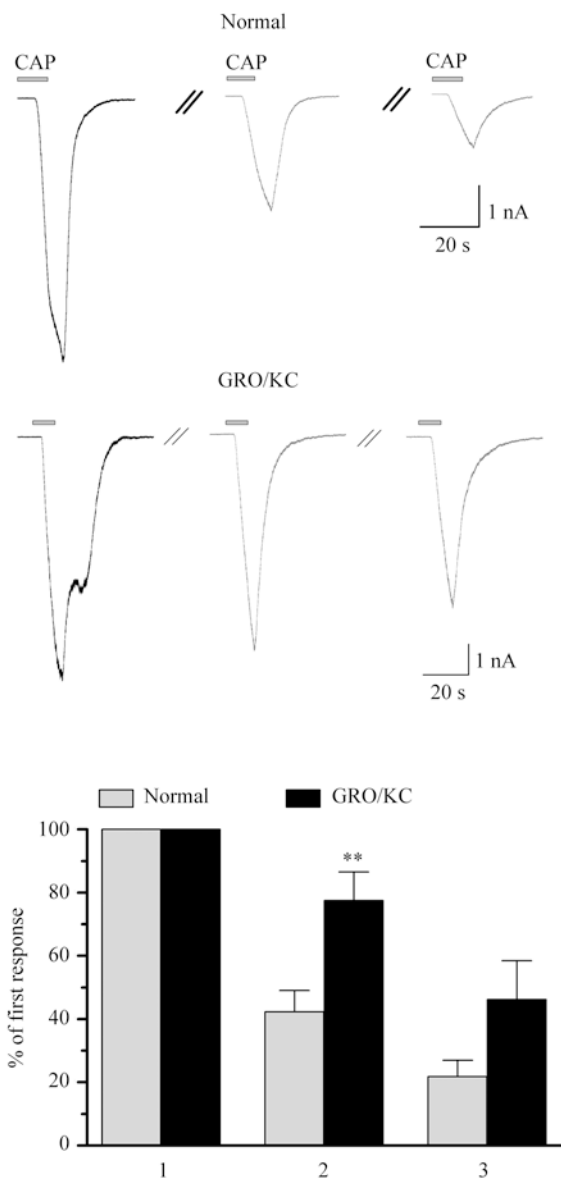 Normal
CAP CAP CAP
1 nA
20 s
GRO/KC
1 nA
20 s
Normal GRO/KC
% of first response
100
80
60
40
20
0
**
1 2 3